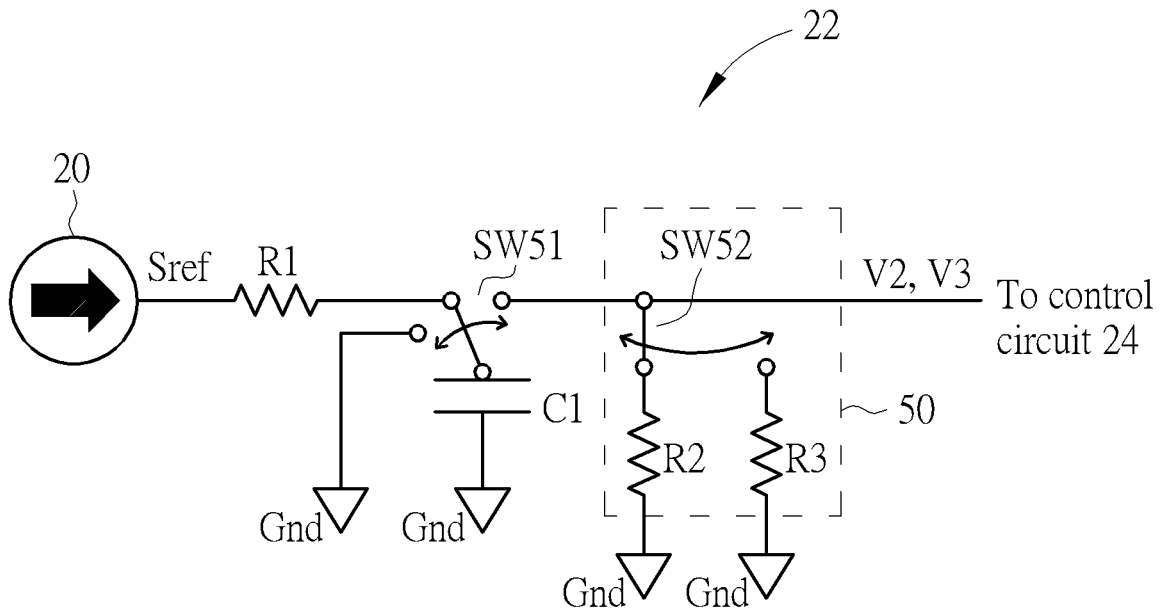 22
20
Sref
R1
SW51
SW52
V2, V3
To control
circuit 24
C1
50
R2
R3
Gnd
Gnd
Gnd
Gnd